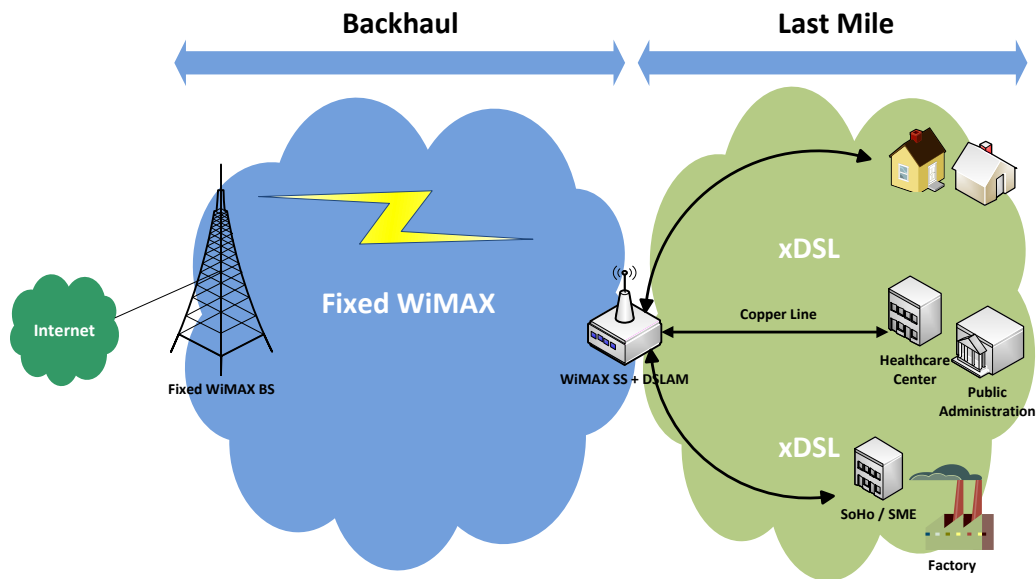 Backhaul
Last Mile
xDSL
Fixed WiMAX
Internet
Copper Line
Fixed WiMAX BS
WiMAX SS + DSLAM
Healthcare
Center
Public
Administration
xDSL
SoHo / SME
Factory